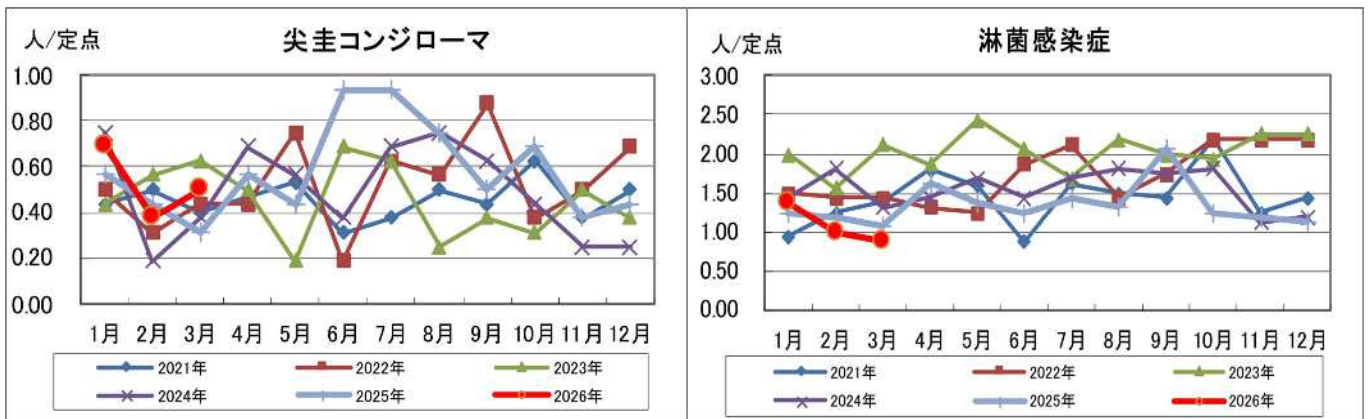 人/定点
尖圭コンジローマ
1.00
0.80
0.60
0.40
0.20
0.00
1月 2月 3月 4月 5月 6月 7月 8月 9月 10月 11月 12月
2021年 2022年 2023年
2024年 2025年 2026年
人/定点
淋菌感染症
3.00
2.50
2.00
1.50
1.00
0.50
0.00
1月 2月 3月 4月 5月 6月 7月 8月 9月 10月 11月 12月
2021年 2022年 2023年
2024年 2025年 2026年